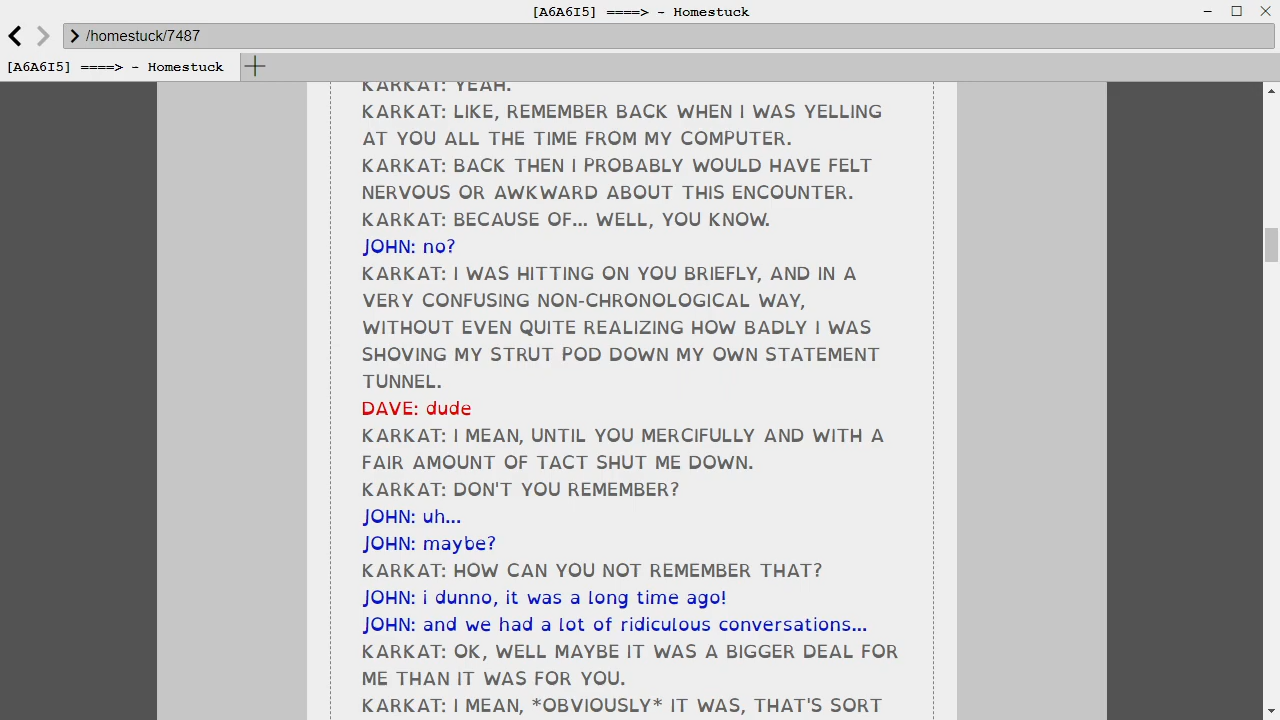 [A6A6I5] ====> - Homestuck
/homestuck/7487
[A6A6I5] ====> - Homestuck
KARKAT: YEAH.
KARKAT: LIKE, REMEMBER BACK WHEN I WAS YELLING
AT YOU ALL THE TIME FROM MY COMPUTER.
KARKAT: BACK THEN I PROBABLY WOULD HAVE FELT
NERVOUS OR AWKWARD ABOUT THIS ENCOUNTER.
KARKAT: BECAUSE OF... WELL, YOU KNOW.
JOHN: no?
KARKAT: I WAS HITTING ON YOU BRIEFLY, AND IN A
VERY CONFUSING NON-CHRONOLOGICAL WAY,
WITHOUT EVEN QUITE REALIZING HOW BADLY I WAS
SHOVING MY STRUT POD DOWN MY OWN STATEMENT
TUNNEL.
DAVE: dude
KARKAT: I MEAN, UNTIL YOU MERCIFULLY AND WITH A
FAIR AMOUNT OF TACT SHUT ME DOWN.
KARKAT: DON'T YOU REMEMBER?
JOHN: uh...
JOHN: maybe?
KARKAT: HOW CAN YOU NOT REMEMBER THAT?
JOHN: i dunno, it was a long time ago!
JOHN: and we had a lot of ridiculous conversations...
KARKAT: OK, WELL MAYBE IT WAS A BIGGER DEAL FOR
ME THAN IT WAS FOR YOU.
KARKAT: I MEAN, *OBVIOUSLY* IT WAS, THAT'S SORT